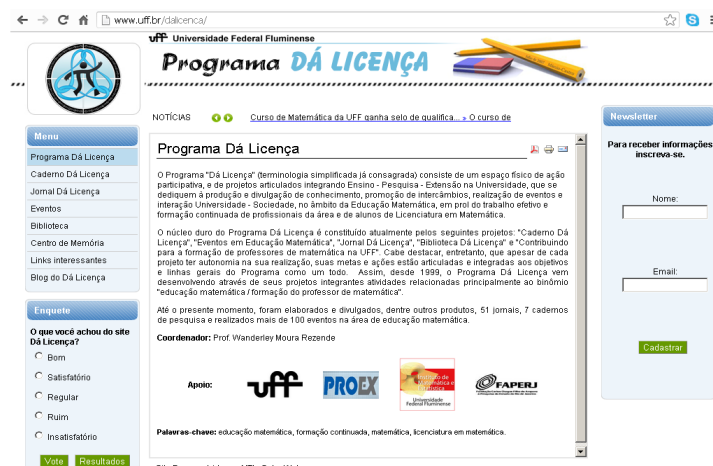 www.uff.br/dalicenca/
uff Universidade Federal Fluminense
Programa DÁ LICENÇA
NOTÍCIAS
Curso de Matemática da UFF ganha selo de qualifica... » O curso de
Newsletter
Para receber informações
inscreva-se.
Nome:
Email:
Cadastrar
Menu
Programa Dá Licença
Caderno Dá Licença
Jornal Dá Licença
Eventos
Biblioteca
Centro de Memória
Links interessantes
Blog do Dá Licença
Enquete
O que você achou do site
Dá Licença?
Bom
Satisfatório
Regular
Ruim
Insatisfatório
Vote Resultados
Programa Dá Licença
O Programa "Dá Licença" (terminologia simplificada já consagrada) consiste de um espaço físico de ação
participativa, e de projetos articulados integrando Ensino - Pesquisa - Extensão na Universidade, que se
dediquem à produção e divulgação de conhecimento, promoção de intercâmbios, realização de eventos e
interação Universidade - Sociedade, no âmbito da Educação Matemática, em prol do trabalho efetivo e
formação continuada de profissionais da área e de alunos de Licenciatura em Matemática.
O núcleo duro do Programa Dá Licença é constituído atualmente pelos seguintes projetos: "Caderno Dá
Licença", "Eventos em Educação Matemática", "Jornal Dá Licença", "Biblioteca Dá Licença" e "Contribuindo
para a formação de professores de matemática na UFF". Cabe destacar, entretanto, que apesar de cada
projeto ter autonomia na sua realização, suas metas e ações estão articuladas e integradas aos objetivos
e linhas gerais do Programa como um todo. Assim, desde 1999, o Programa Dá Licença vem
desenvolvendo através de seus projetos integrantes atividades relacionadas principalmente ao binômio
"educação matemática / formação do professor de matemática".
Até o presente momento, foram elaborados e divulgados, dentre outros produtos, 51 jornais, 7 cadernos
de pesquisa e realizados mais de 100 eventos na área de educação matemática.
Coordenador: Prof. Wanderley Moura Rezende
Apoio:
uff
PROEX
Instituto de
Matemática e
Estatística
Universidade
Federal Fluminense
FAPERJ
Palavras-chave: educação matemática, formação continuada, matemática, licenciatura em matemática.